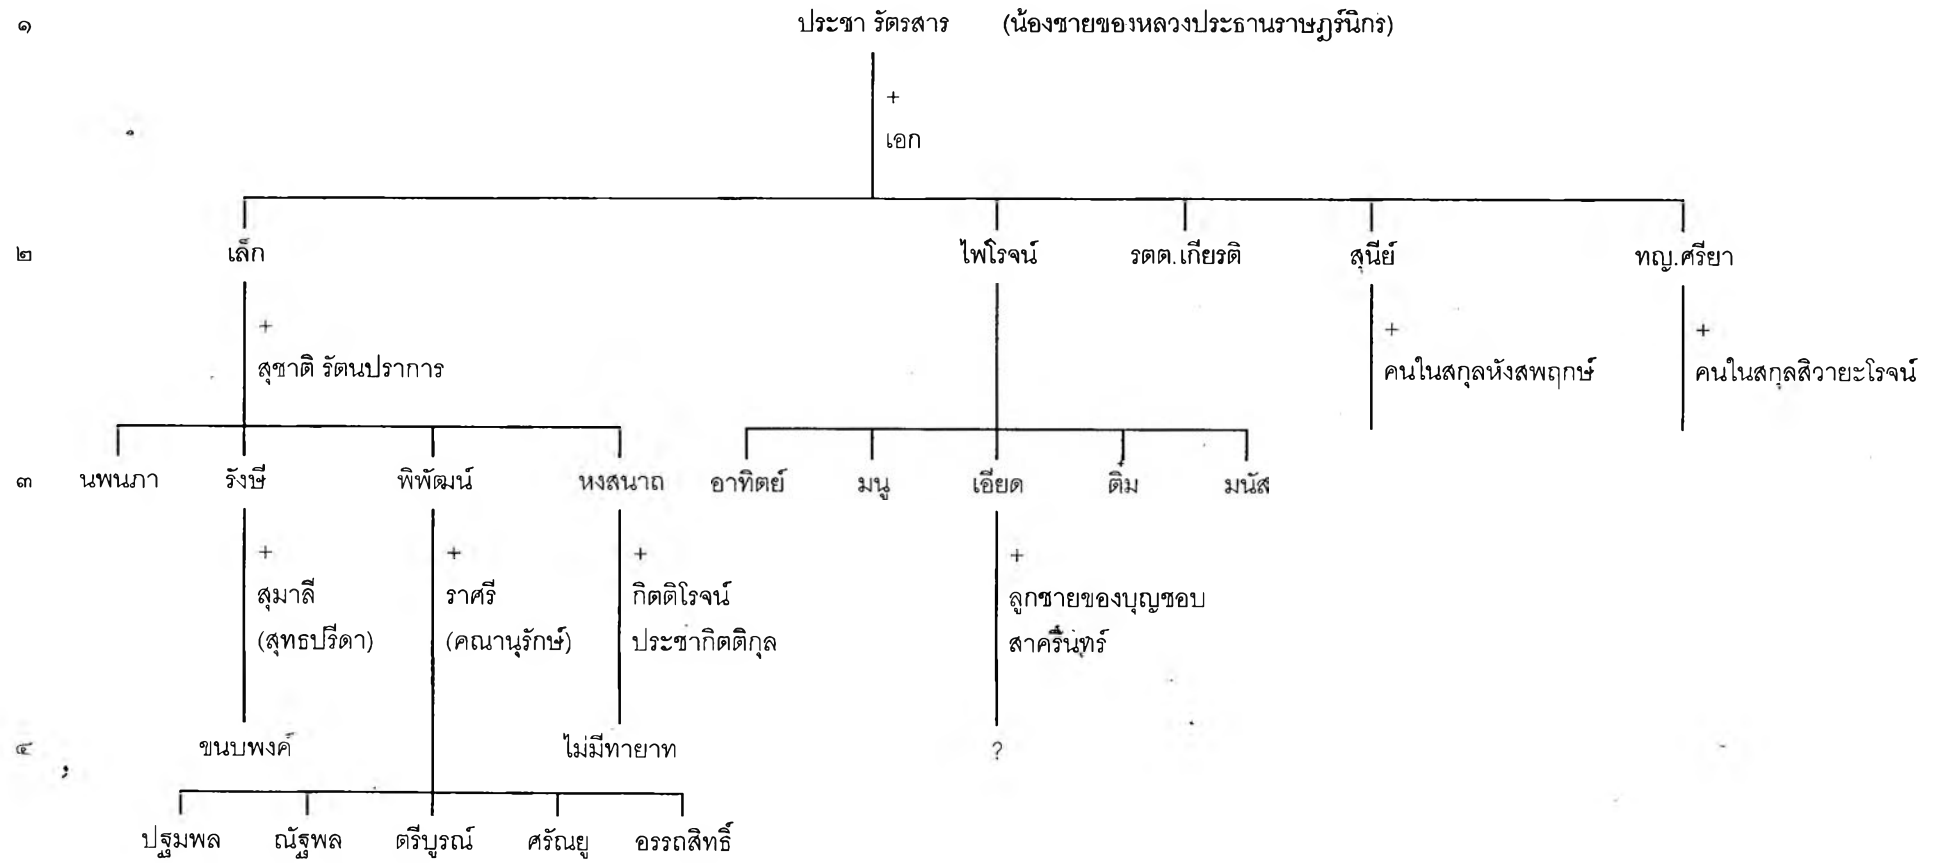 ๑ ประชา รัตรสาร (น้องชายของหลวงประธานราษฎร์นิกร)
+
เอก
๒ เล็ก ไพโรจน์ รตต.เกียรติ สุนีย์ ทญ.ศรียา
+ + +
สุชาติ รัตนปราการ คนในสกุลหังสพฤกษ์ คนในสกุลสิวายะโรจน์
๓ นพนภา รังษี พิพัฒน์ หงสนาถ อาทิตย์ มนู เอียด ติ๋ม มนัส
+ + + +
สุมาลี ราศรี กิตติโรจน์ ลูกชายของบุญชอบ
(สุทธปรีดา) (คณานุรักษ์) ประชากิตติกุล สาครินทร์
๔ ขนบพงค์ ไม่มีทายาท ?
ปฐมพล ณัฐพล ตรีบูรณ์ ศรัณยู อรรถสิทธิ์